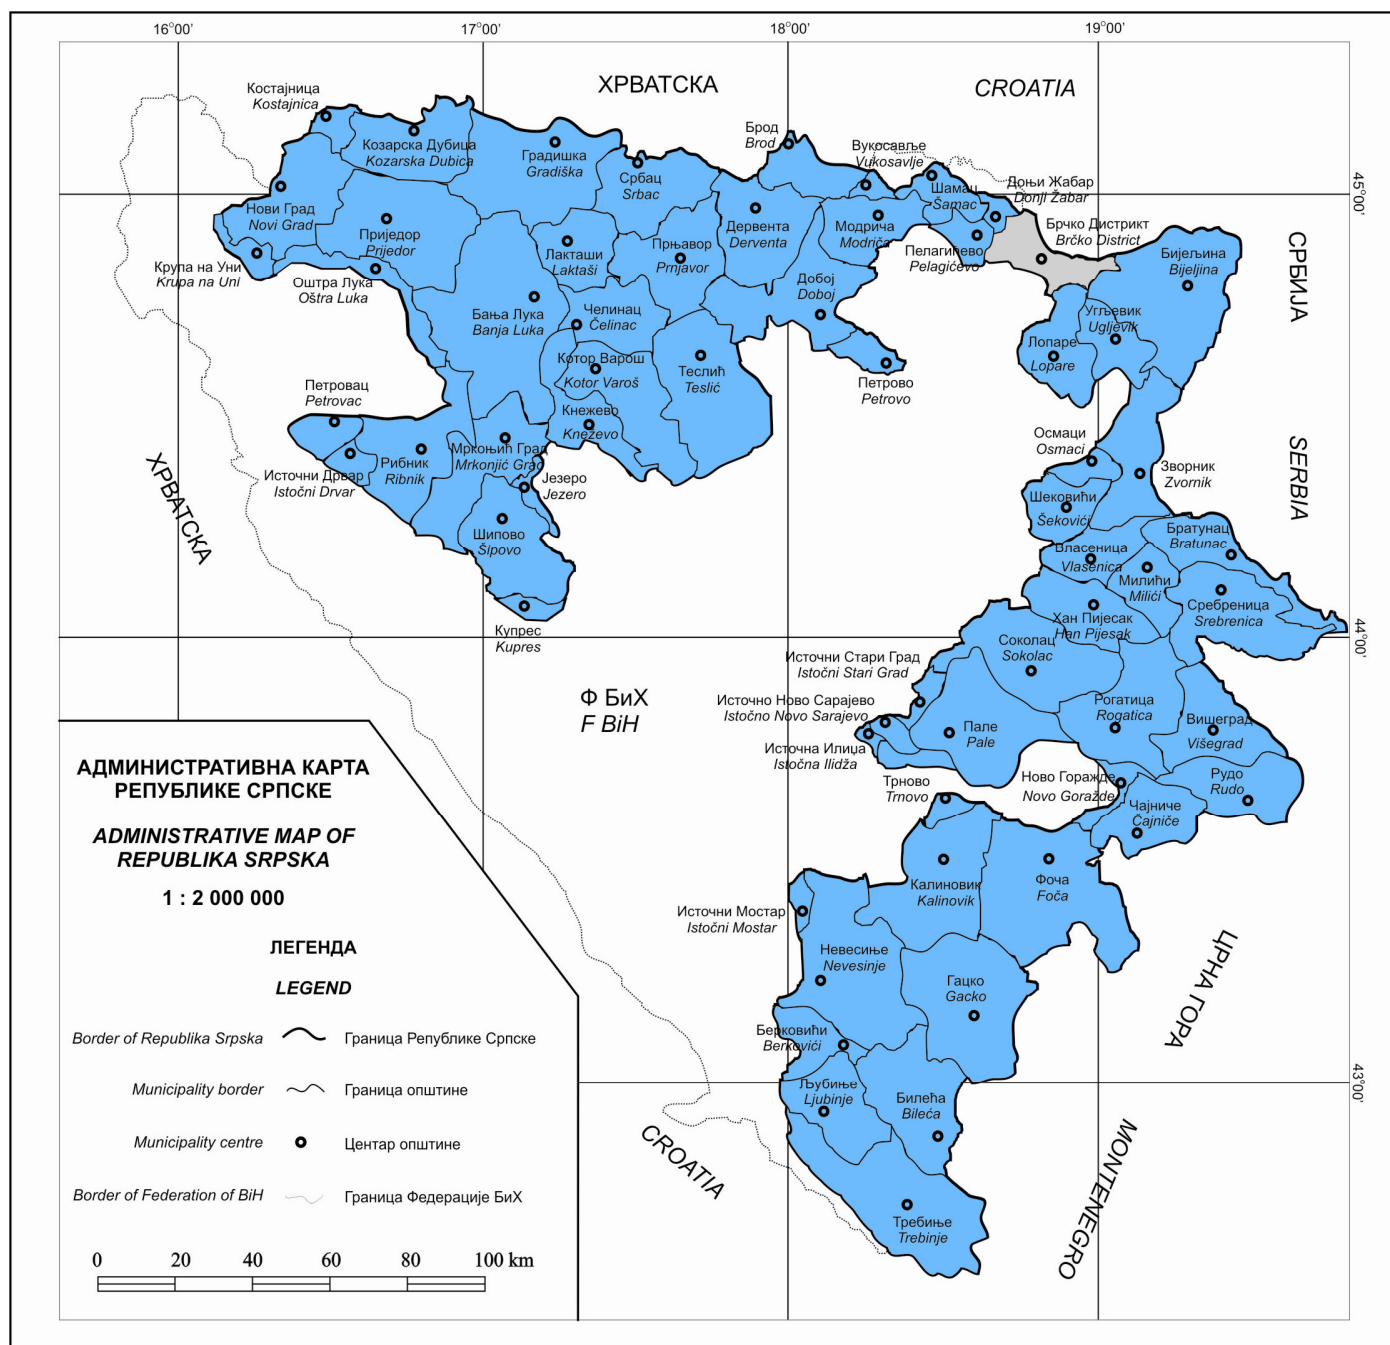 16°00'
17°00'
18°00'
19°00'
ХРВАТСКА
CROATIA
Костајница
Kostajnica
Козарска Дубица
Kozarska Dubica
Градишка
Gradiška
Србац
Srbac
Брод
Brod
Вукосавље
Vukosavlje
Шамац
Šamac
Доњи Жабар
Donji Žabar
Брчко Дистрикт
Brčko District
45°00'
Нови Град
Novi Grad
Приједор
Prijedor
Крупа на Уни
Krupa na Uni
Оштра Лука
Oštra Luka
Лакташи
Laktaši
Прњавор
Prnjavor
Дервента
Derventa
Модрича
Modriča
Пелагићево
Pelagićevo
Бијељина
Bijeljina
СРБИЈА
Добој
Doboj
Бања Лука
Banja Luka
Челинац
Čelinac
Угљевик
Ugljevik
Лопаре
Lopare
Котор Варош
Kotor Varoš
Теслић
Teslić
Петрово
Petrovo
Петровац
Petrovac
Кнежево
Kneževo
Мркоњић Град
Mrkonjić Grad
Источни Дрвар
Istočni Drvar
Рибник
Ribnik
Језеро
Jezero
Шипово
Šipovo
Купрес
Kupres
ХРВАТСКА
Осмаци
Osmaci
Зворник
Zvornik
SERBIA
Шековићи
Šekovići
Братунац
Bratunac
Власеница
Vlasenica
Милићи
Milići
Сребреница
Srebrenica
Хан Пијесак
Han Pijesak
44°00'
Соколац
Sokolac
Источни Стари Град
Istočni Stari Grad
Источно Ново Сарајево
Istočno Novo Sarajevo
Источна Илиџа
Istočna Ilidža
Ф БиХ
F BiH
Пале
Pale
Рогатица
Rogatica
Вишеград
Višegrad
Трново
Trnovo
Ново Горажде
Novo Goražde
Рудо
Rudo
Чајниче
Čajniče
Калиновик
Kalinovik
Фоча
Foča
Источни Мостар
Istočni Mostar
Невесиње
Nevesinje
Гацко
Gacko
ЦРНА ГОРА
Берковићи
Berkovići
43°00'
Љубиње
Ljubinje
Билећа
Bileća
CROATIA
MONTENEGRO
Требиње
Trebinje
АДМИНИСТРАТИВНА КАРТА
РЕПУБЛИКЕ СРПСКЕ
ADMINISTRATIVE MAP OF
REPUBLIKA SRPSKA
1 : 2 000 000
ЛЕГЕНДА
LEGEND
Border of Republika Srpska Граница Републике Српске
Municipality border Граница општине
Municipality centre Центар општине
Border of Federation of BiH Граница Федерације БиХ
0 20 40 60 80 100 km